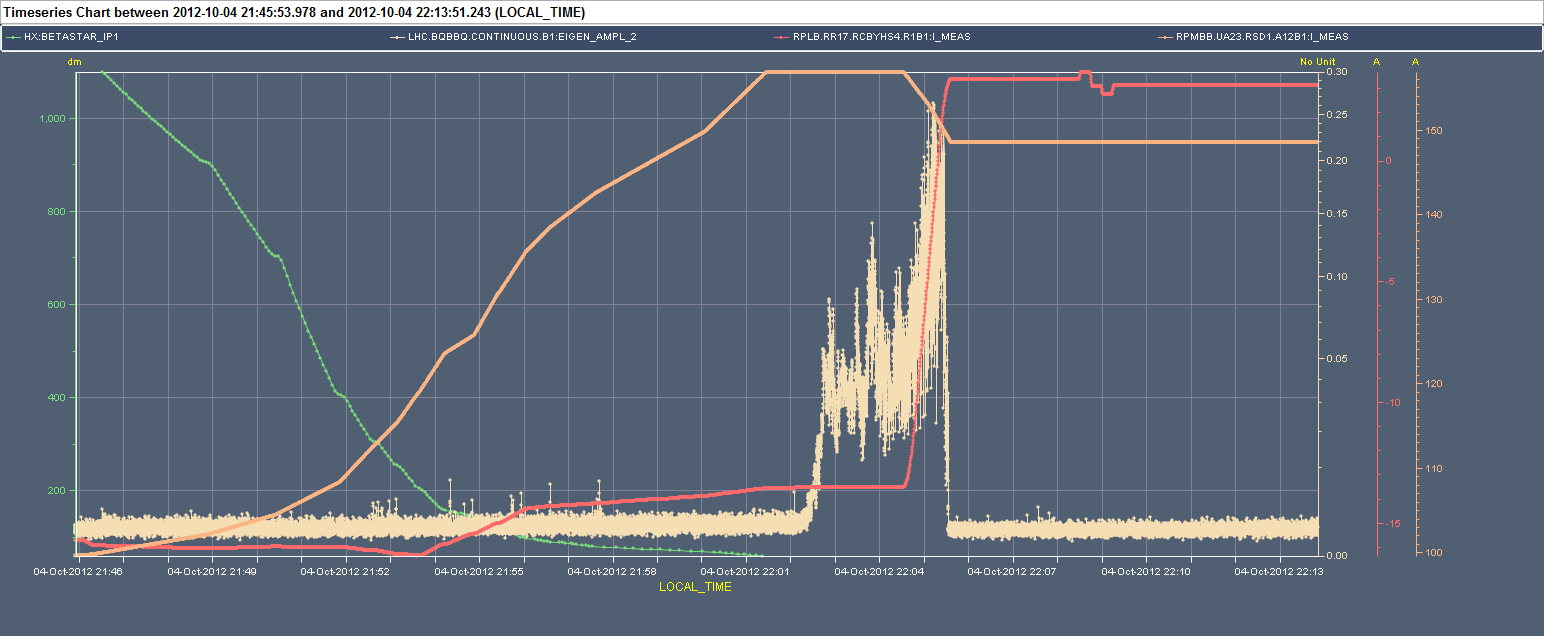 Timeseries Chart between 2012-10-04 21:45:53.978 and 2012-10-04 22:13:51.243 (LOCAL_TIME)
HX:BETASTAR_IP1 LHC.BQBBQ.CONTINUOUS.B1:EIGEN_AMPL_2 RPLB.RR17.RCBYHS4.R1B1:I_MEAS RPMBB.UA23.RSD1.A12B1:I_MEAS
dm No Unit A A
0.30
1,000 0.25 150
0.20 0
800 0.15 140
0.10 -5
600 130
0.05
400 120
-10
200 110
-15
0.00 100
04-Oct-2012 21:46 04-Oct-2012 21:49 04-Oct-2012 21:52 04-Oct-2012 21:55 04-Oct-2012 21:58 04-Oct-2012 22:01 04-Oct-2012 22:04 04-Oct-2012 22:07 04-Oct-2012 22:10 04-Oct-2012 22:13
LOCAL_TIME